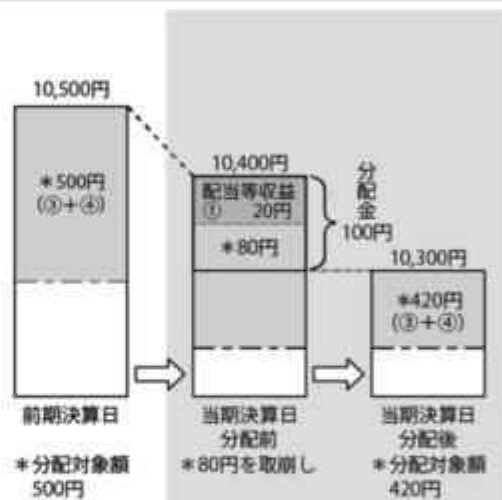 10,500円
＊500円
(③+④)
10,400円
配当等収益
① 20円
＊80円
分配金
100円
10,300円
＊420円
(③+④)
前期決算日
＊分配対象額
500円
当期決算日
分配前
＊80円を取崩し
当期決算日
分配後
＊分配対象額
420円